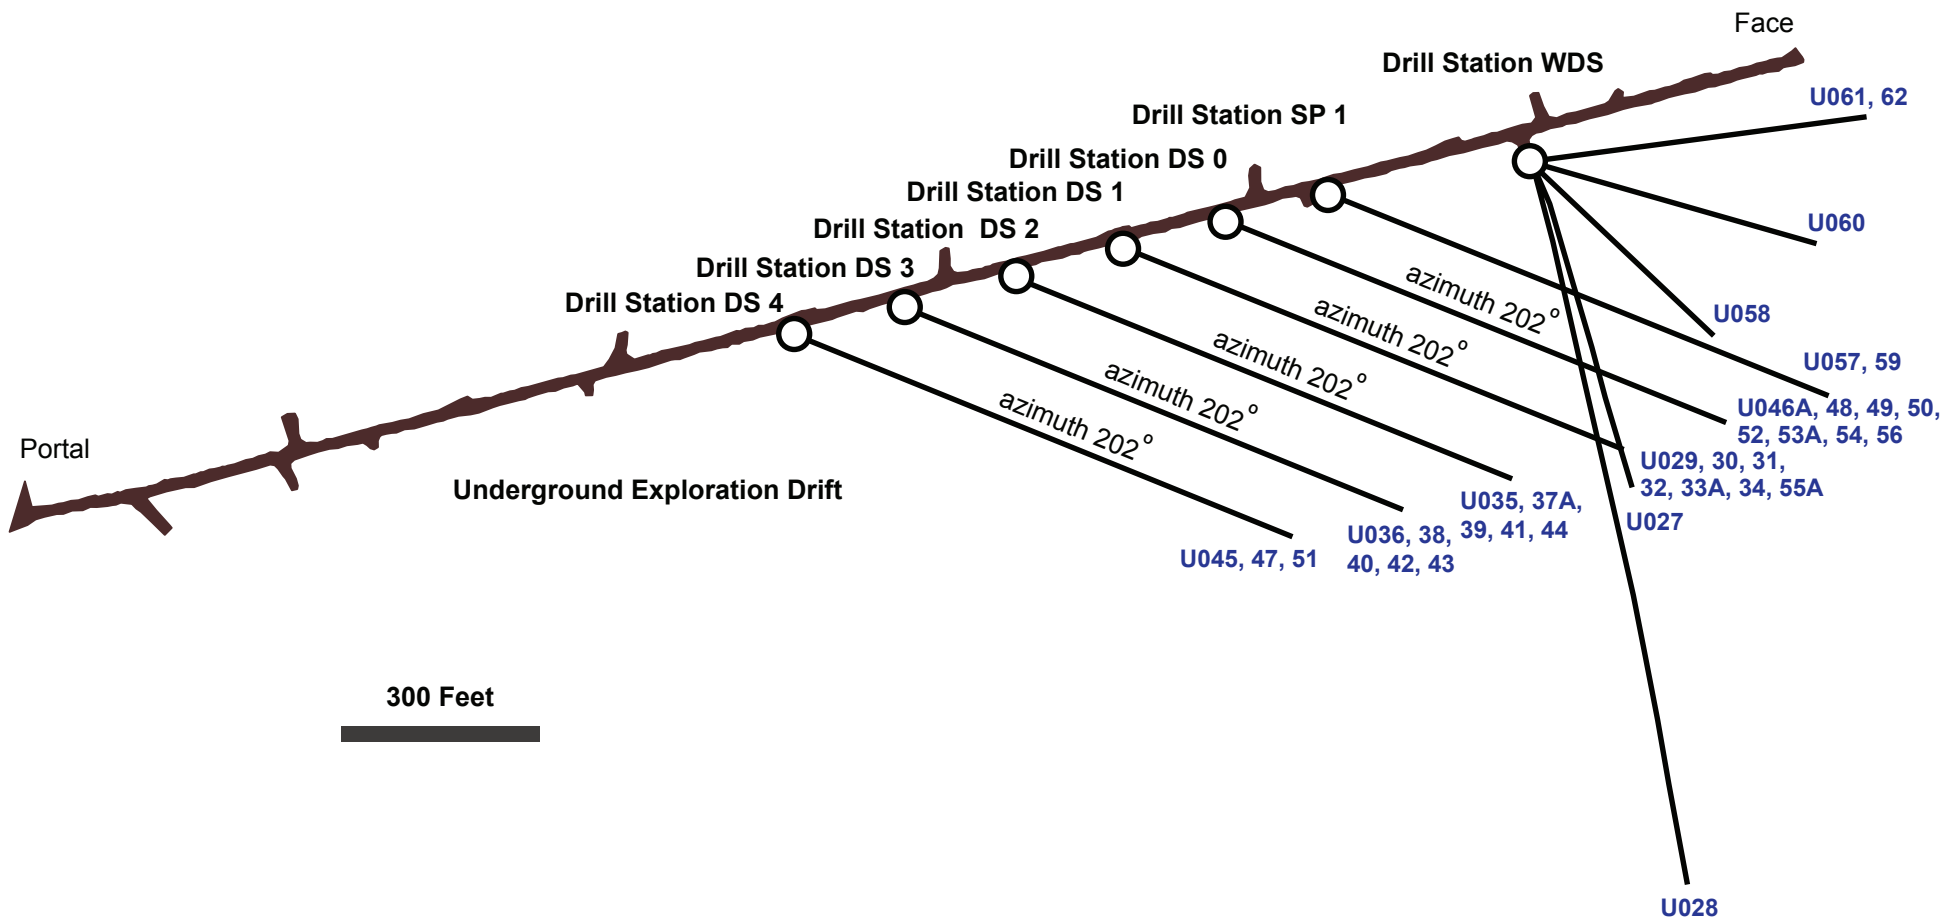 Face
Drill Station WDS
U061, 62
Drill Station SP 1
Drill Station DS 0
Drill Station DS 1
U060
Drill Station  DS 2
Drill Station DS 3
azimuth 202°
Drill Station DS 4
azimuth 202°
U058
azimuth 202°
U057, 59
azimuth 202°
azimuth 202°
U046A, 48, 49, 50,
52, 53A, 54, 56
Portal
U029, 30, 31,
32, 33A, 34, 55A
Underground Exploration Drift
U035, 37A,
39, 41, 44
U027
U036, 38,
40, 42, 43
U045, 47, 51
300 Feet
U028